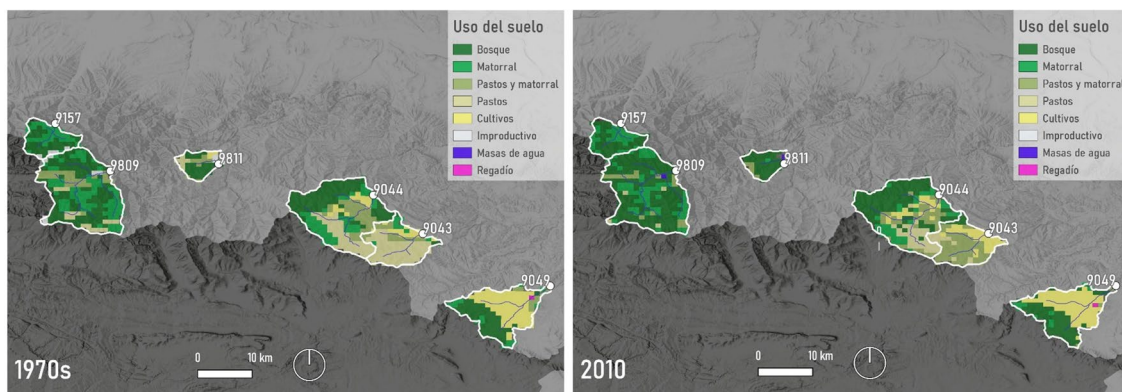 Uso del suelo
Bosque
Matorral
Pastos y matorral
Pastos
Cultivos
Improductivo
Masas de agua
Regadío
9157
9809
9811
9044
9043
9049
0 10 km
1970s
Uso del suelo
Bosque
Matorral
Pastos y matorral
Pastos
Cultivos
Improductivo
Masas de agua
Regadío
9157
9809
9811
9044
0
9043
9049
0 10 km
2010